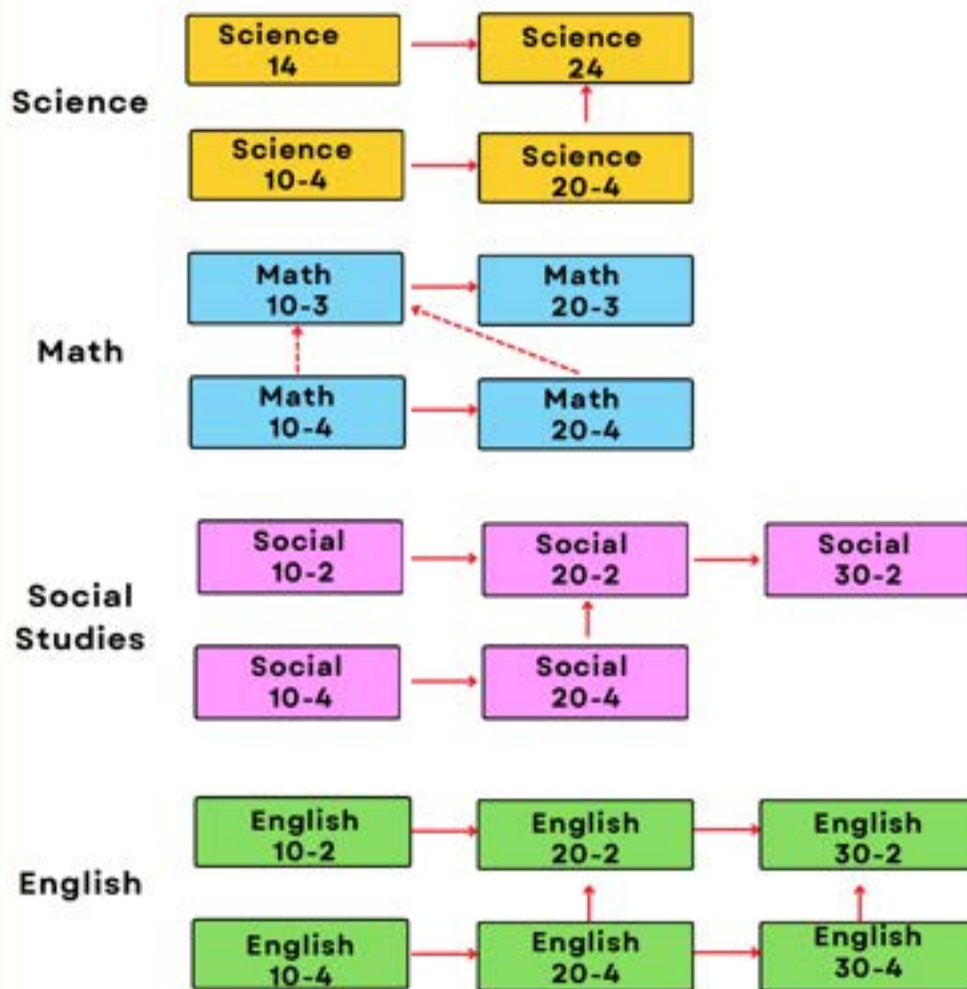 Science
14
Science
24
Science
Science
10-4
Science
20-4
Math
10-3
Math
20-3
Math
Math
10-4
Math
20-4
Social
10-2
Social
20-2
Social
30-2
Social
Studies
Social
10-4
Social
20-4
English
10-2
English
20-2
English
30-2
English
English
10-4
English
20-4
English
30-4